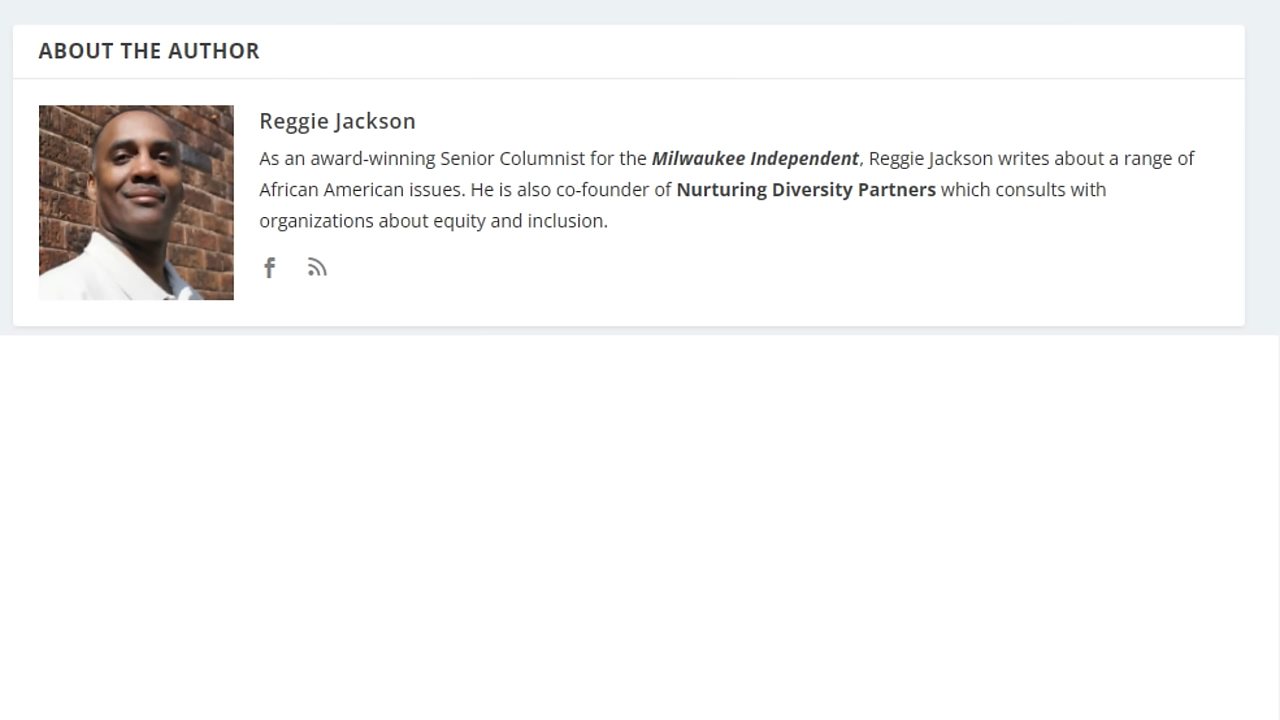 ABOUT THE AUTHOR
Reggie Jackson
As an award-winning Senior Columnist for the Milwaukee Independent, Reggie Jackson writes about a range of
African American issues. He is also co-founder of Nurturing Diversity Partners which consults with
organizations about equity and inclusion.